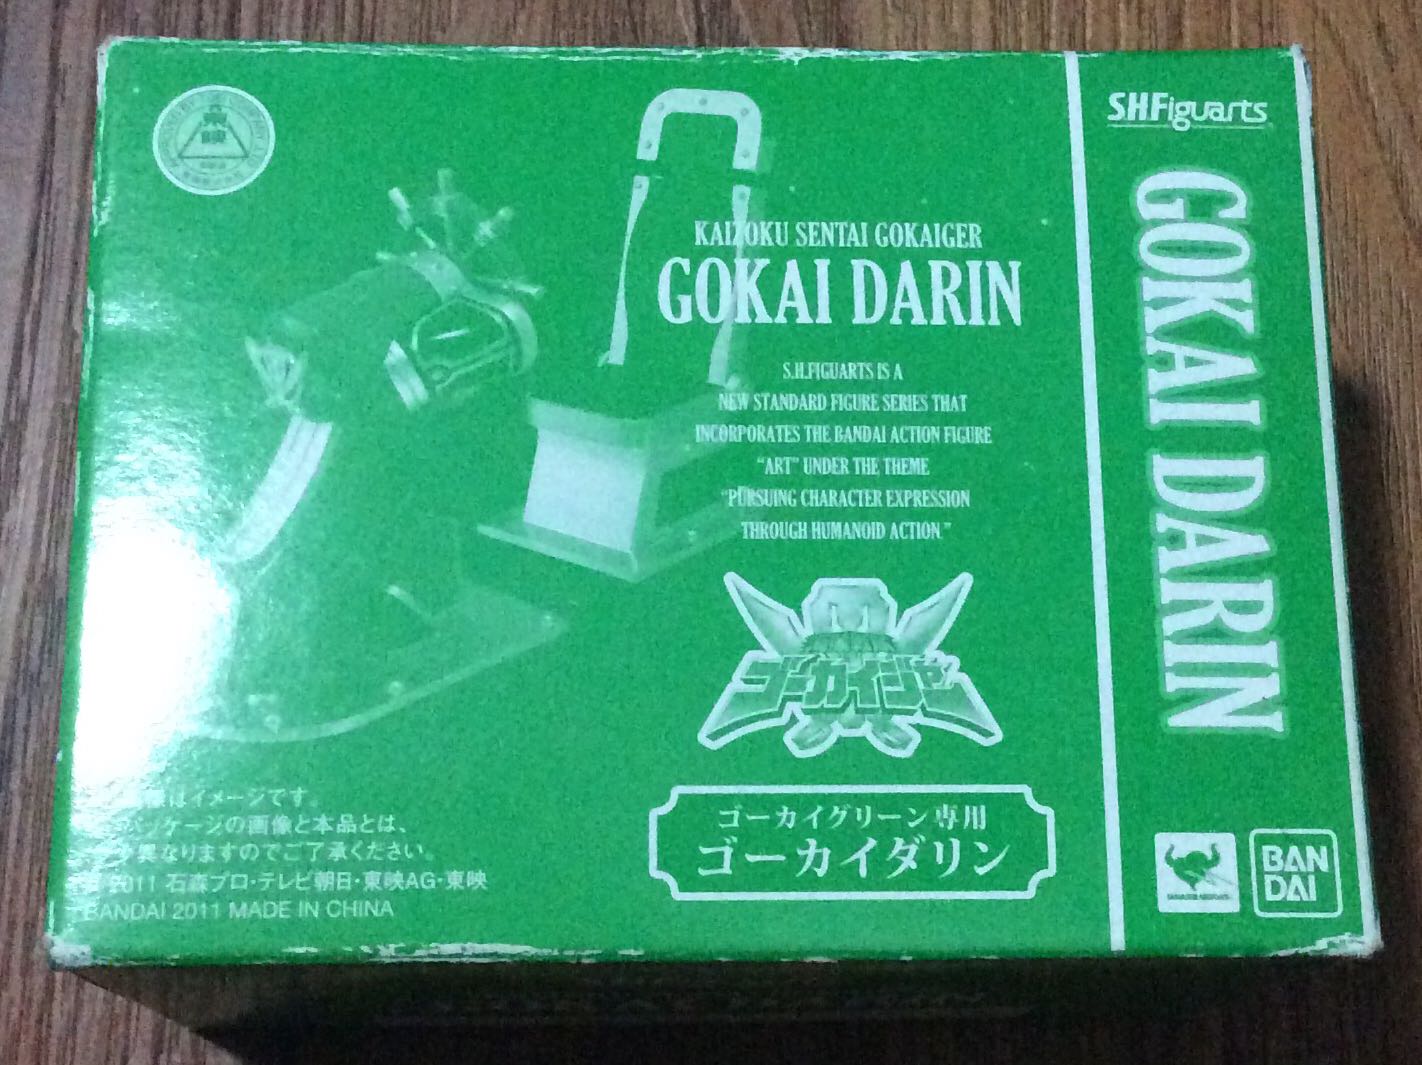 KAIZOKU SENTAI GOKAIGER
GOKAI DARIN
S.H.FIGUARTS IS A
NEW STANDARD FIGURE SERIES THAT
INCORPORATES THE BANDAI ACTION FIGURE
“ART” UNDER THE THEME
“PURSUING CHARACTER EXPRESSION
THROUGH HUMANOID ACTION.”
ゴーカイジャー
ゴーカイグリーン専用
ゴーカイダリン
はイメージです。
パッケージの画像と本品とは、
異なりますのでご了承ください。
2011 石森プロ・テレビ朝日・東映AG・東映
BANDAI 2011 MADE IN CHINA
S.H.Figuarts
GOKAI DARIN
BAN
DAI